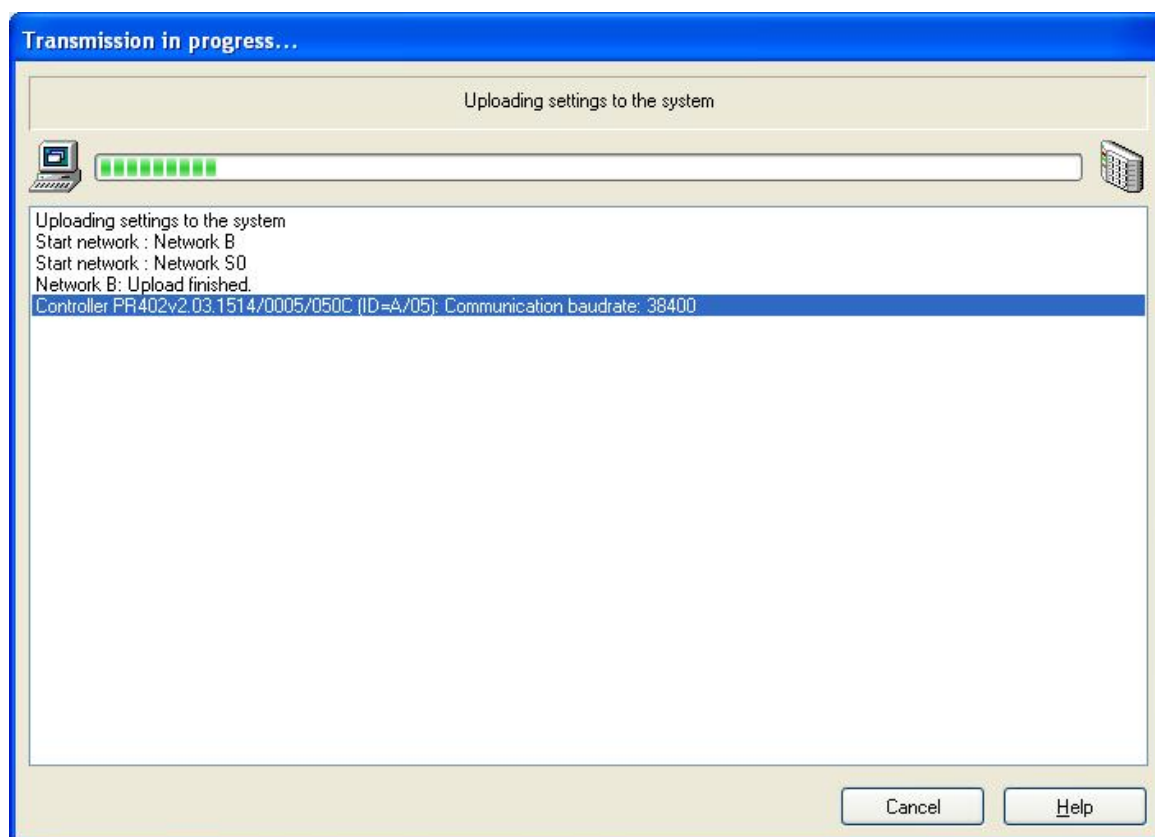 Transmission in progress...
Uploading settings to the system
Uploading settings to the system
Start network : Network B
Start network : Network S0
Network B: Upload finished.
Controller PR402v2.03.1514/0005/050C (ID=A/05): Communication baudrate: 38400
Cancel
Help